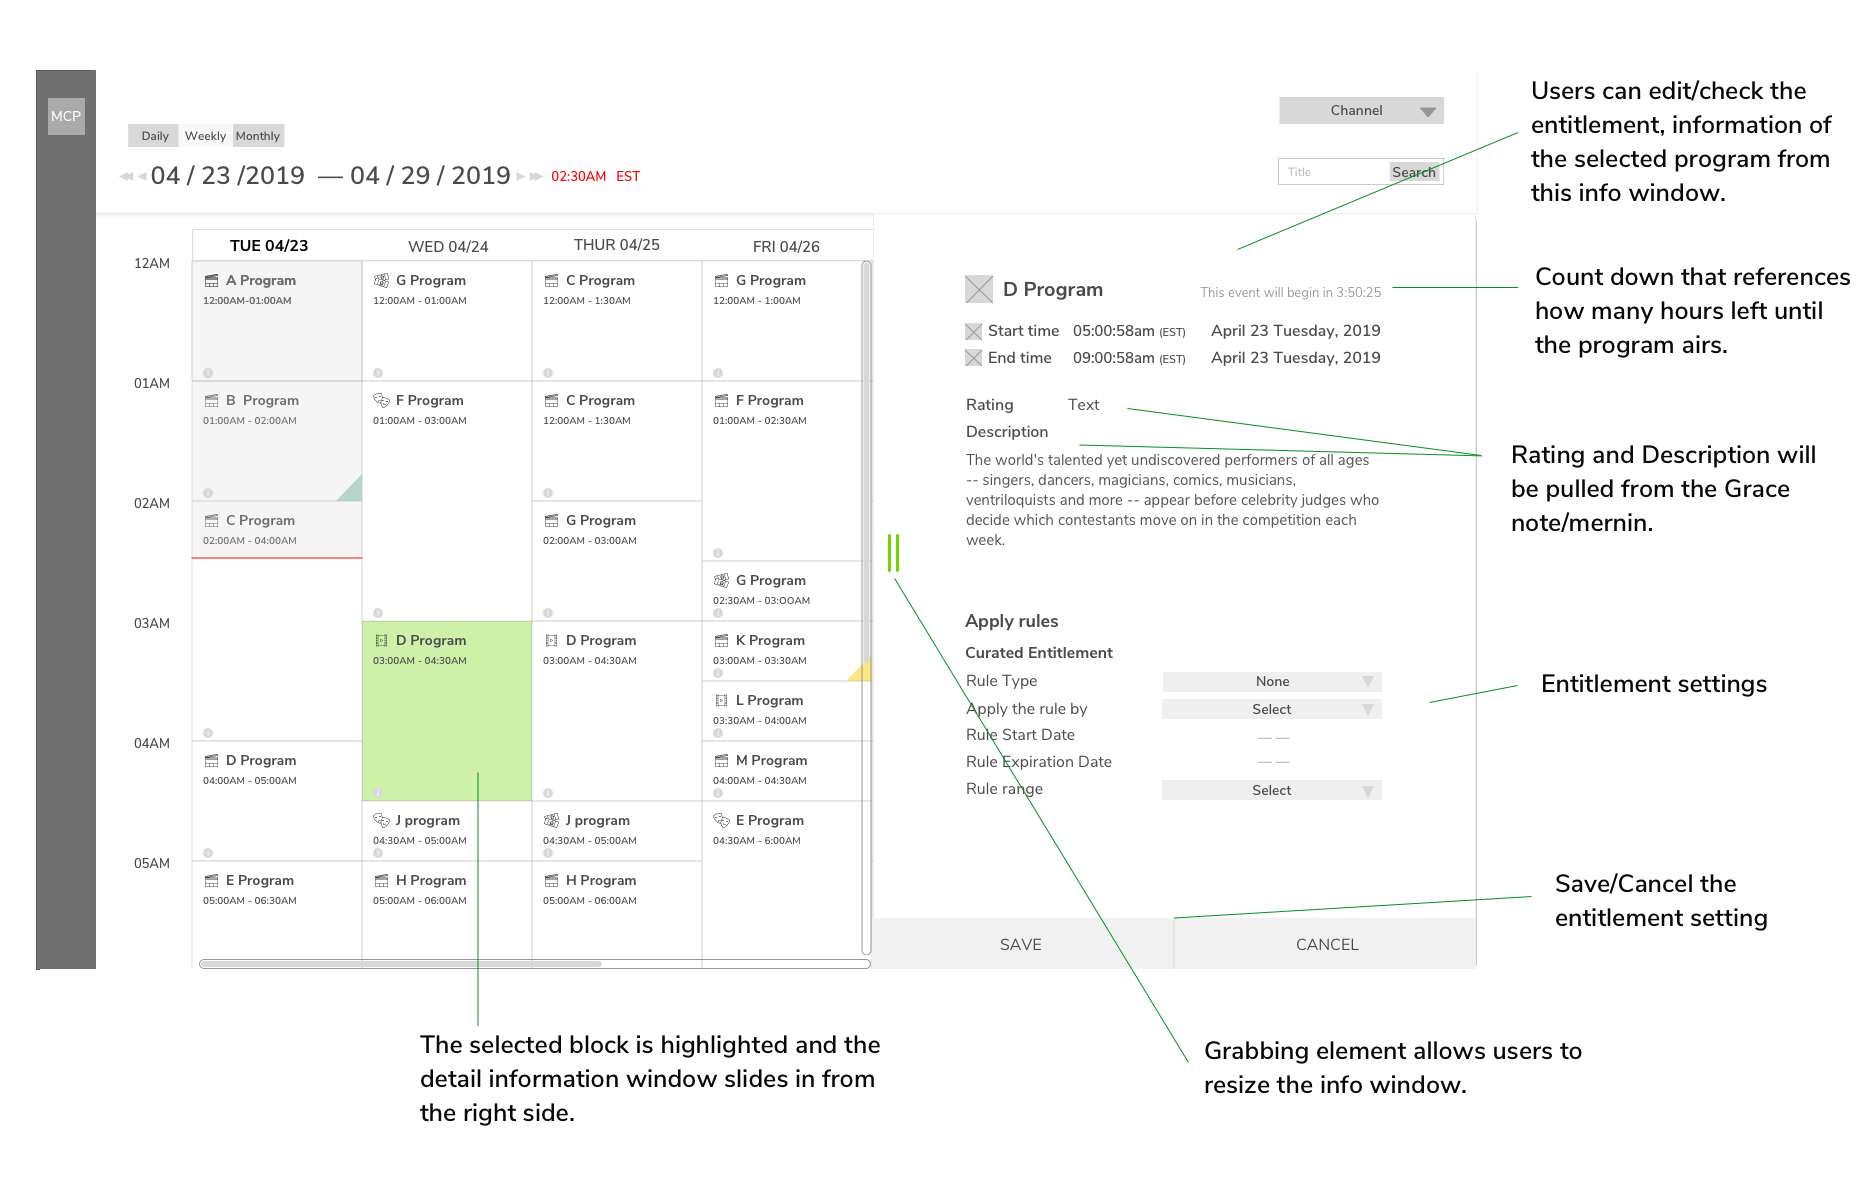 MCP
Daily Weekly Monthly
04 / 23 /2019 — 04 / 29 / 2019 02:30AM EST
Channel
Title Search
TUE 04/23 WED 04/24 THUR 04/25 FRI 04/26
12AM
01AM
02AM
03AM
04AM
05AM
A Program
12:00AM-01:00AM
B Program
01:00AM - 02:00AM
C Program
02:00AM - 04:00AM
D Program
04:00AM - 05:00AM
E Program
05:00AM - 06:30AM
G Program
12:00AM - 01:00AM
F Program
01:00AM - 03:00AM
D Program
03:00AM - 04:30AM
J program
04:30AM - 05:00AM
H Program
05:00AM - 06:00AM
C Program
12:00AM - 1:30AM
C Program
12:00AM - 1:30AM
G Program
02:00AM - 03:00AM
D Program
03:00AM - 04:30AM
J program
04:30AM - 05:00AM
H Program
05:00AM - 06:00AM
G Program
12:00AM - 1:00AM
F Program
01:00AM - 02:30AM
G Program
02:30AM - 03:OOAM
K Program
03:00AM - 03:30AM
L Program
03:30AM - 04:00AM
M Program
04:00AM - 04:30AM
E Program
04:30AM - 6:00AM
D Program
This event will begin in 3:50:25
Start time 05:00:58am (EST) April 23 Tuesday, 2019
End time 09:00:58am (EST) April 23 Tuesday, 2019
Rating Text
Description
The world's talented yet undiscovered performers of all ages
-- singers, dancers, magicians, comics, musicians,
ventriloquists and more -- appear before celebrity judges who
decide which contestants move on in the competition each
week.
Apply rules
Curated Entitlement
Rule Type None
Apply the rule by Select
Rule Start Date — —
Rule Expiration Date — —
Rule range Select
SAVE CANCEL
Users can edit/check the
entitlement, information of
the selected program from
this info window.
Count down that references
how many hours left until
the program airs.
Rating and Description will
be pulled from the Grace
note/mernin.
Entitlement settings
Save/Cancel the
entitlement setting
The selected block is highlighted and the
detail information window slides in from
the right side.
Grabbing element allows users to
resize the info window.